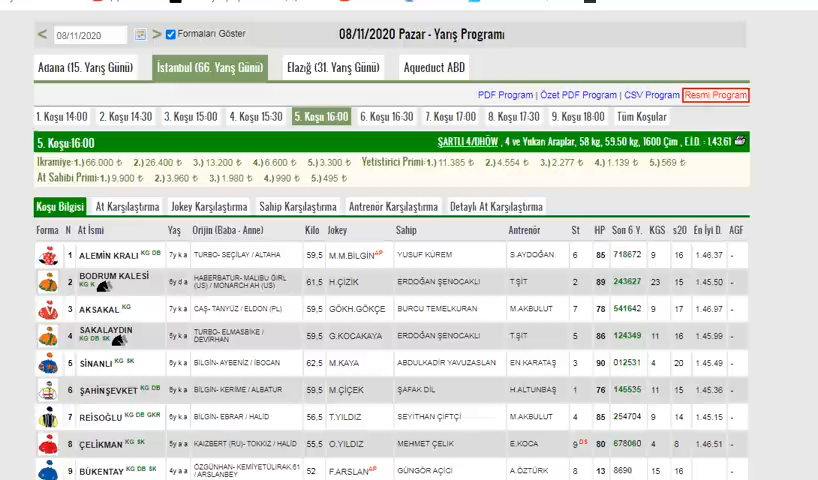 < 08/11/2020 > Formaları Göster 08/11/2020 Pazar - Yarış Programı
Adana (15. Yarış Günü) İstanbul (66. Yarış Günü) Elazığ (31. Yarış Günü) Aqueduct ABD
PDF Program | Özet PDF Program | CSV Program Resmi Program
1. Koşu 14:00 2. Koşu 14:30 3. Koşu 15:00 4. Koşu 15:30 5. Koşu 16:00 6. Koşu 16:30 7. Koşu 17:00 8. Koşu 17:30 9. Koşu 18:00 Tüm Koşular
5. Koşu:16:00 ŞARTLI 4/DHÖW , 4 ve Yukarı Araplar, 58 kg, 59.50 kg, 1600 Çim , E.İ.D. : 1.43.61
İkramiye:1.)66.000 ₺ 2.)26.400 ₺ 3.)13.200 ₺ 4.)6.600 ₺ 5.)3.300 ₺ Yetistirici Primi:1.)11.385 ₺ 2.)4.554 ₺ 3.)2.277 ₺ 4.)1.139 ₺ 5.)569 ₺
At Sahibi Primi:1.)9.900 ₺ 2.)3.960 ₺ 3.)1.980 ₺ 4.)990 ₺ 5.)495 ₺
Koşu Bilgisi At Karşılaştırma Jokey Karşılaştırma Sahip Karşılaştırma Antrenör Karşılaştırma Detaylı At Karşılaştırma
Forma N At İsmi Yaş Orijin (Baba - Anne) Kilo Jokey Sahip Antrenör St HP Son 6 Y. KGS s20 En İyi D. AGF
1 ALEMİN KRALI KG DB 7y k a TURBO- SEÇİLAY / ALTAHA 59,5 M.M.BİLGİN AP YUSUF KÜREM S.AYDOĞAN 6 85 718672 9 16 1.46.37 -
2 BODRUM KALESİ KG K 6y d a HABERBATUR- MALIBU GIRL (US) / MONARCH AH (US) 61,5 H.ÇİZİK ERDOĞAN ŞENOCAKLI T.ŞİT 2 89 243627 23 15 1.45.50 -
3 AKSAKAL KG 7y k a CAŞ- TANYÜZ / ELDON (PL) 59,5 GÖKH.GÖKÇE BURCU TEMELKURAN M.AKBULUT 7 78 541642 9 17 1.46.97 -
4 SAKALAYDIN KG DB SK 6y k a TURBO- ELMASBİKE / DEVİRHAN 59,5 G.KOCAKAYA ERDOĞAN ŞENOCAKLI T.ŞİT 5 86 124349 11 16 1.45.99 -
5 SİNANLI KG SK 6y k a BİLGİN- AYBENİZ / İBOCAN 62,5 M.KAYA ABDULKADİR YAVUZASLAN EN.KARATAŞ 3 90 012531 4 20 1.45.49 -
6 ŞAHİNŞEVKET KG DB 6y k a BİLGİN- KERİME / ALBATUR 59,5 M.ÇİÇEK ŞAFAK DİL H.ALTUNBAŞ 1 76 145535 11 15 1.45.36 -
7 REİSOĞLU KG DB GKR 6y k a BİLGİN- EBRAR / HALİD 56,5 T.YILDIZ SEYİTHAN ÇİFTÇİ M.AKBULUT 4 85 254704 9 14 1.45.15 -
8 ÇELİKMAN KG SK 5y a a KAIZBERT (RU)- TOKKIZ / HALİD 55,5 O.YILDIZ MEHMET ÇELİK E.KOCA 9 DS 80 678060 4 8 1.46.51 -
9 BÜKENTAY KG DB SK 4y a a ÖZGÜNHAN- KEMİYETÜLIRAK.61 / ARSLANBEY 52 F.ARSLAN AP GÜNGÖR AÇICI A.ÖZTÜRK 8 13 8690 15 16 -